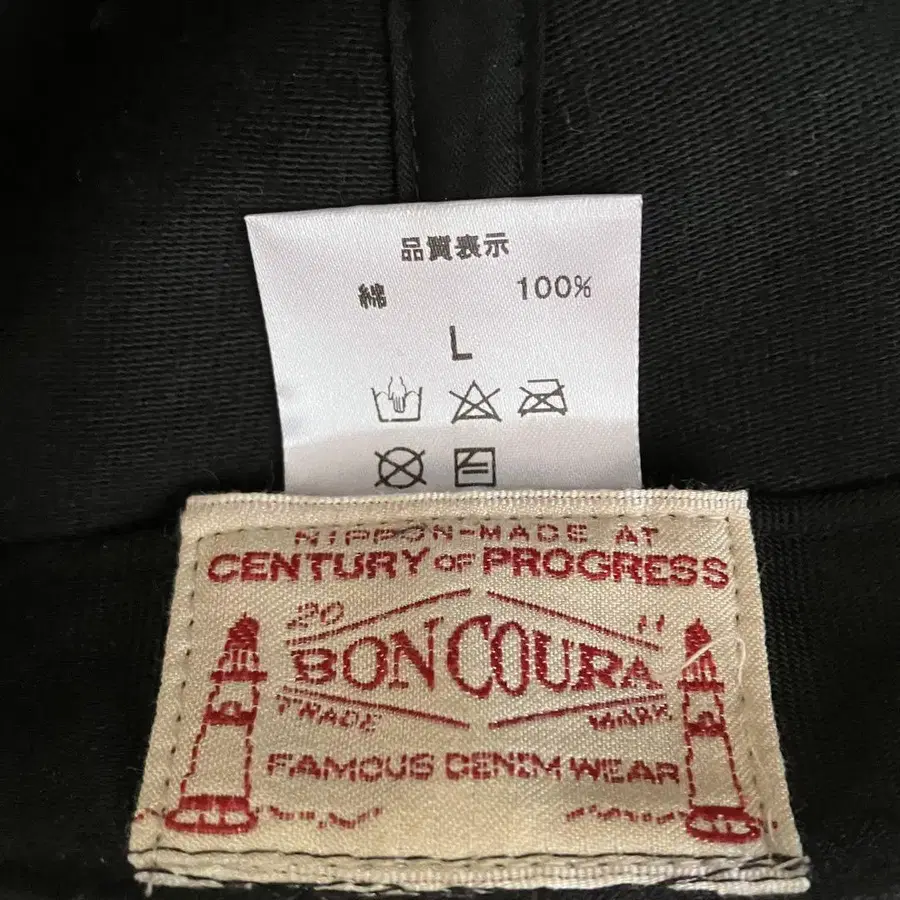 品質表示
綿 100%
L
NIPPON-MADE AT
CENTURY OF PROGRESS
20 11
BONCOURA
TRADE MARK
FAMOUS DENIM WEAR